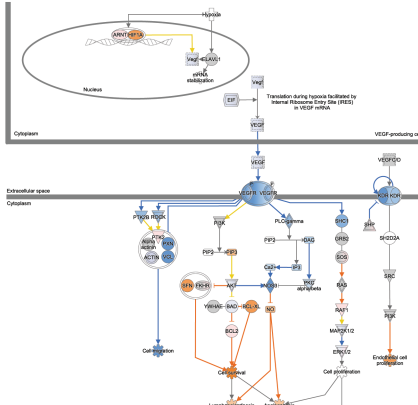 Hypoxia
ARNT HIF1A
Vegf ELAVL1
mRNA
stabilization
Nucleus
Vegf
EIF
Translation during hypoxia facilitated by
Internal Ribosome Entry Site (IRES)
in VEGF mRNA
VEGF
Cytoplasm
VEGF-producing
VEGF
VEGFC/D
Extracellular space
Cytoplasm
VEGFR VEGFR
KDR KDR
PTK2B
PI3K
PLCgamma
SHC1
SHP
PTK2
Alpha
actinin
PXN
ACTIN
VCL
GRB2
SH2D2A
PIP2
PIP3
PIP2
DAG
SOS
Ca2+
IP3
SRC
SFN
FKHR
AKT
NOS3
PKC
alpha/beta
RAS
YWHAE
BAD
BCL-XL
NO
RAF1
PI3K
BCL2
MAP2K1/2
Cell migration
ERK1/2
Endothelial cell
proliferation
Cell survival
Cell proliferation